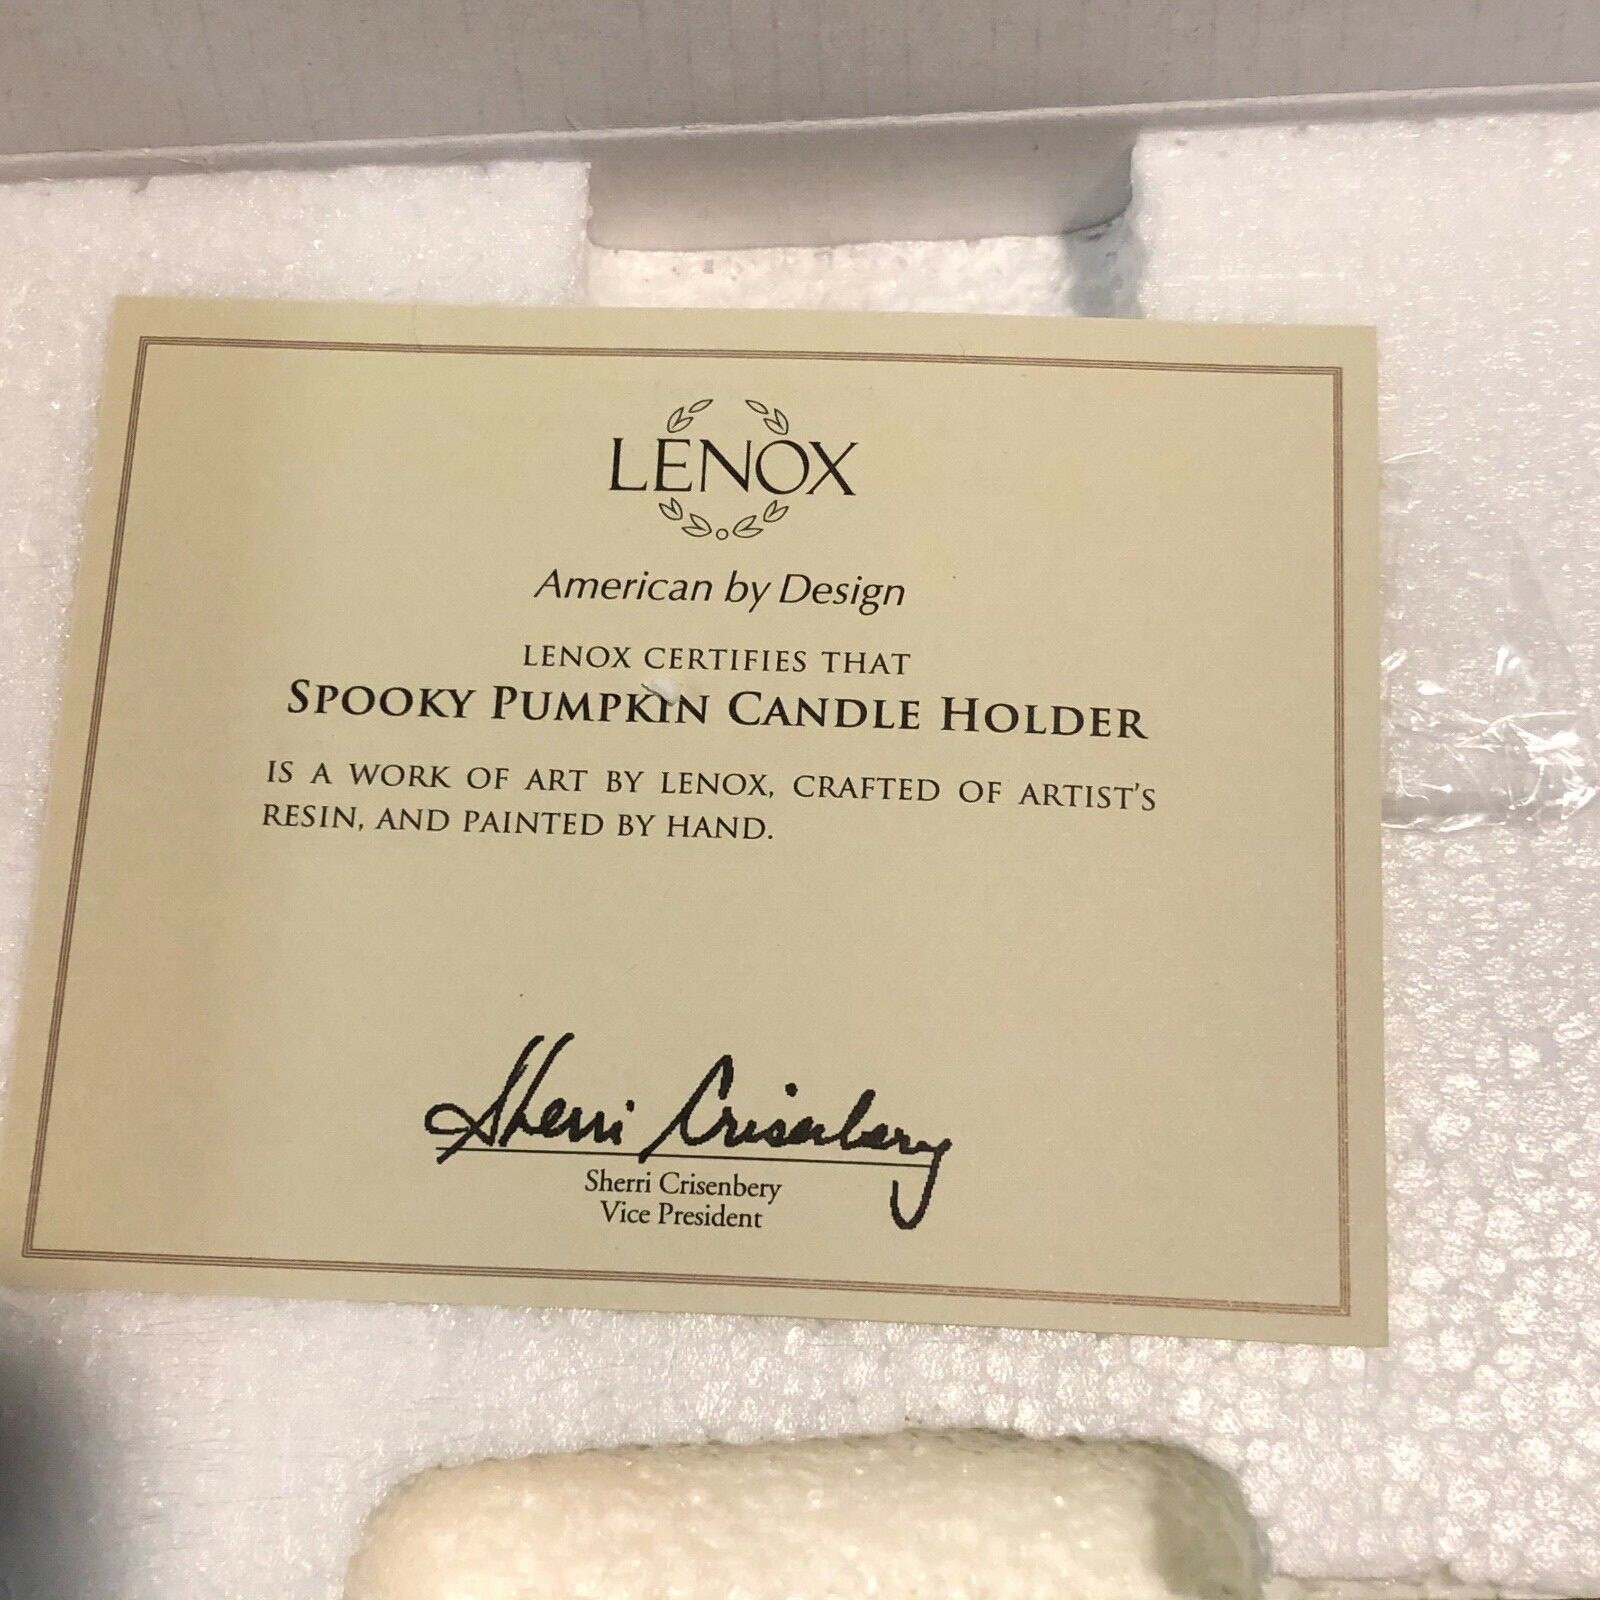 LENOX
American by Design
LENOX CERTIFIES THAT
SPOOKY PUMPKIN CANDLE HOLDER
IS A WORK OF ART BY LENOX, CRAFTED OF ARTIST'S
RESIN, AND PAINTED BY HAND.
Sherri Crisenbery
Sherri Crisenbery
Vice President